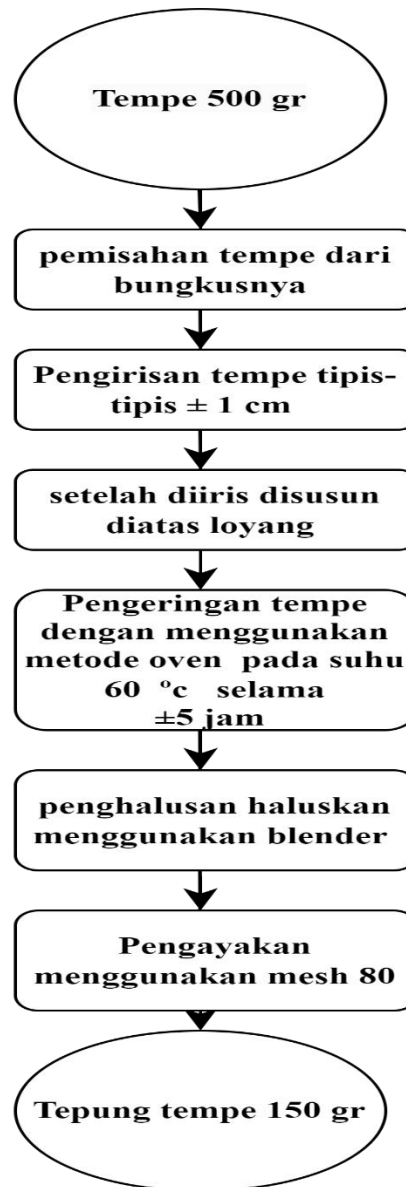 Tempe 500 gr
pemisahan tempe dari
bungkusnya
Pengirisan tempe tipis-
tipis ± 1 cm
setelah diiris disusun
diatas loyang
Pengeringan tempe
dengan menggunakan
metode oven pada suhu
60 °c selama
±5 jam
penghalusan haluskan
menggunakan blender
Pengayakan
menggunakan mesh 80
Tepung tempe 150 gr